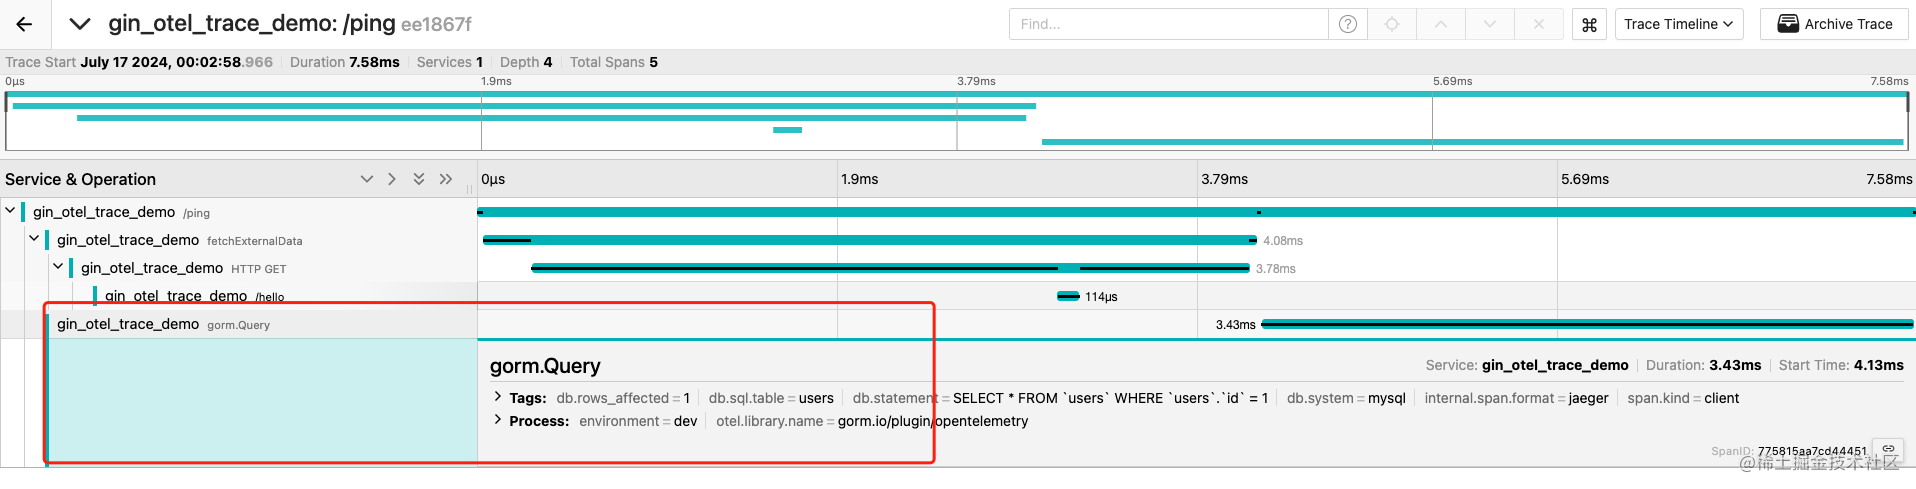 gin_otel_trace_demo: /ping ee1867f
Find...
?
⌘
Trace Timeline
Archive Trace
Trace Start July 17 2024, 00:02:58.966 Duration 7.58ms Services 1 Depth 4 Total Spans 5
0μs 1.9ms 3.79ms 5.69ms 7.58ms
Service & Operation
0μs 1.9ms 3.79ms 5.69ms 7.58ms
gin_otel_trace_demo /ping
gin_otel_trace_demo fetchExternalData 4.08ms
gin_otel_trace_demo HTTP GET 3.78ms
gin_otel_trace_demo /hello 114μs
gin_otel_trace_demo gorm.Query 3.43ms
gorm.Query
Service: gin_otel_trace_demo Duration: 3.43ms Start Time: 4.13ms
Tags: db.rows_affected = 1 db.sql.table = users db.statement = SELECT * FROM `users` WHERE `users`.`id` = 1 db.system = mysql internal.span.format = jaeger span.kind = client
Process: environment = dev otel.library.name = gorm.io/plugin/opentelemetry
SpanID: 775815aa7cd44451
@稀土掘金技术社区